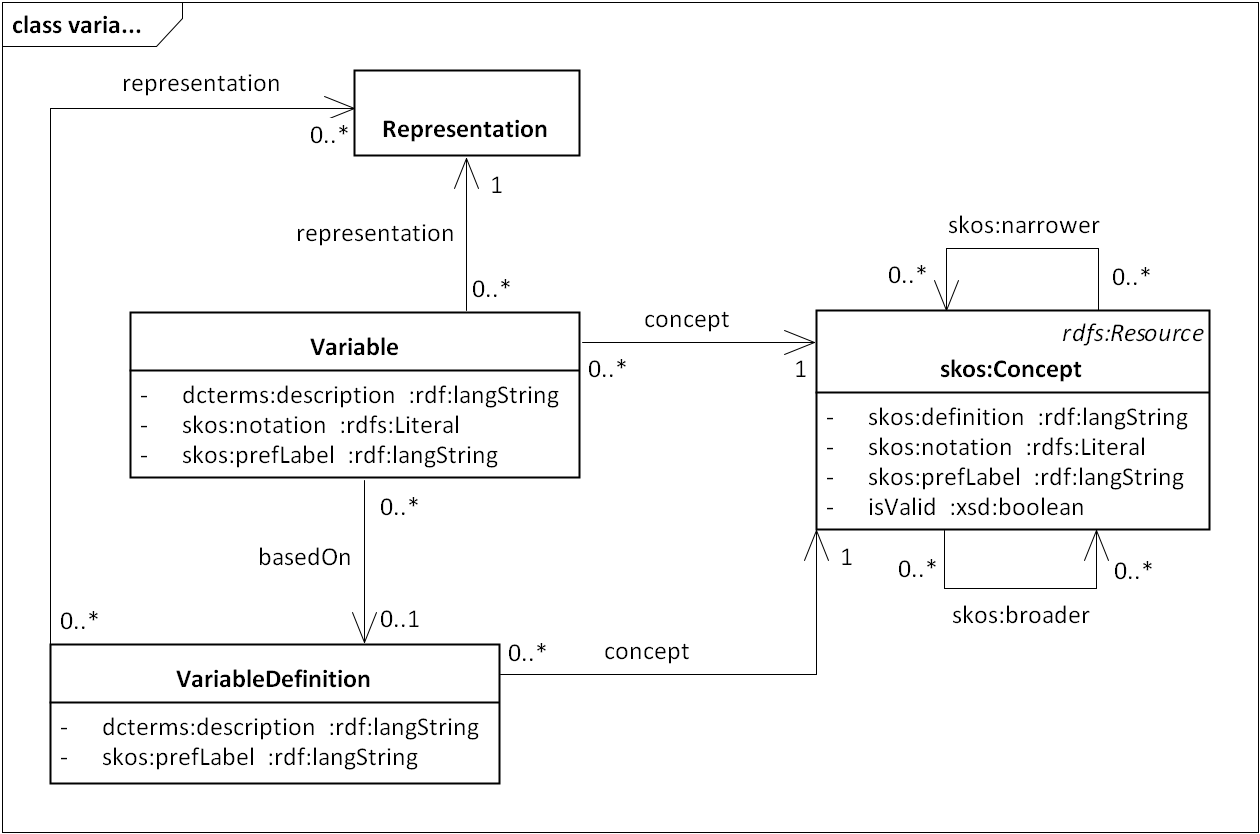 class varia...
representation
0..*
Representation
1
representation
0..*
skos:narrower
0..*
0..*
Variable
- dcterms:description :rdf:langString
- skos:notation :rdfs:Literal
- skos:prefLabel :rdf:langString
concept
0..*
1
rdfs:Resource
skos:Concept
- skos:definition :rdf:langString
- skos:notation :rdfs:Literal
- skos:prefLabel :rdf:langString
- isValid :xsd:boolean
0..*
basedOn
0..1
0..*
1
0..*
0..*
skos:broader
0..*
concept
VariableDefinition
- dcterms:description :rdf:langString
- skos:prefLabel :rdf:langString